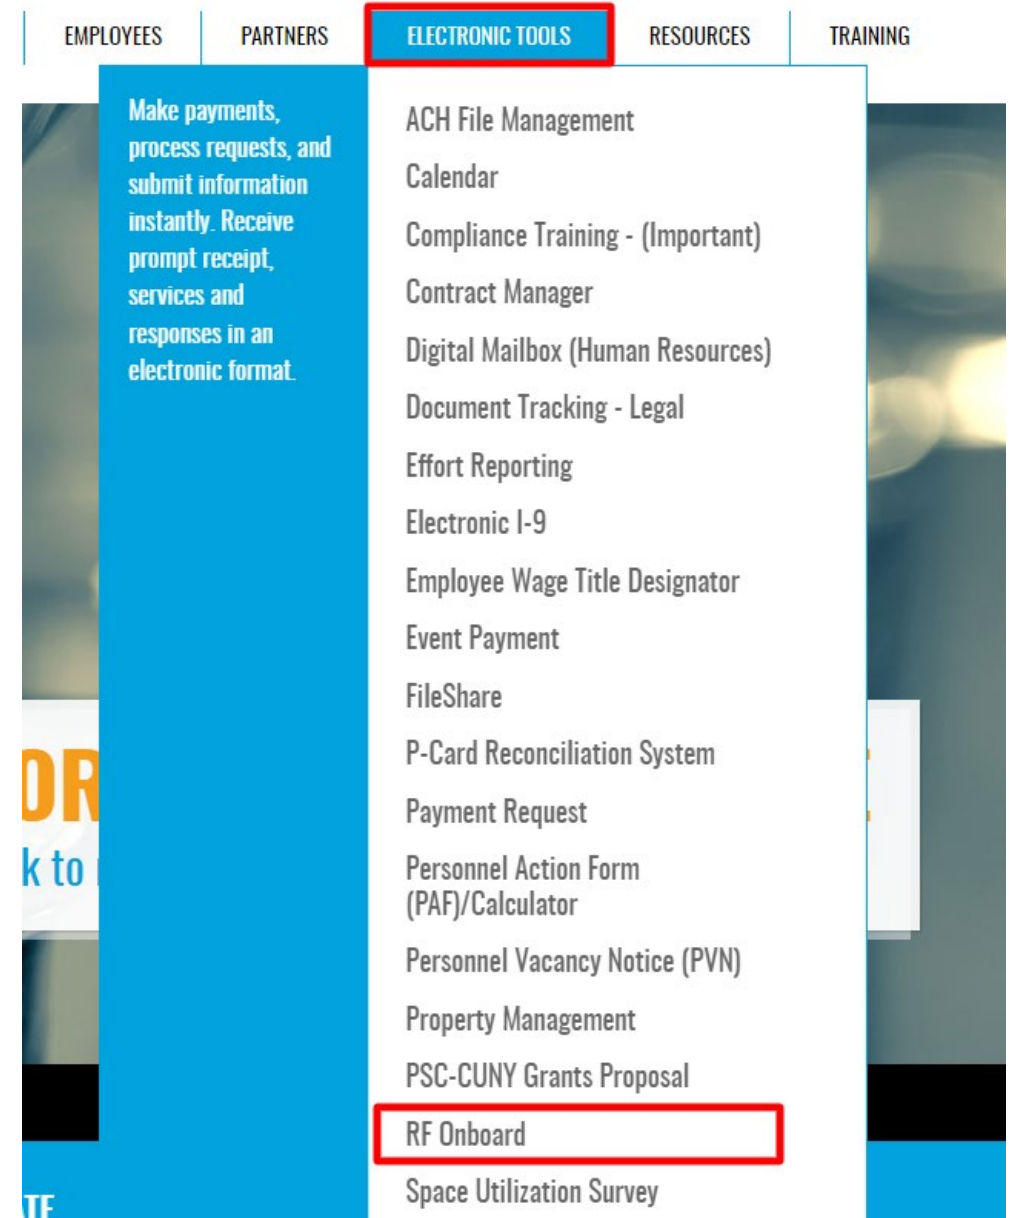 EMPLOYEES PARTNERS ELECTRONIC TOOLS RESOURCES TRAINING
Make payments,
process requests, and
submit information
instantly. Receive
prompt receipt,
services and
responses in an
electronic format.
ACH File Management
Calendar
Compliance Training - (Important)
Contract Manager
Digital Mailbox (Human Resources)
Document Tracking - Legal
Effort Reporting
Electronic I-9
Employee Wage Title Designator
Event Payment
FileShare
P-Card Reconciliation System
Payment Request
Personnel Action Form
(PAF)/Calculator
Personnel Vacancy Notice (PVN)
Property Management
PSC-CUNY Grants Proposal
RF Onboard
Space Utilization Survey
OR
k to